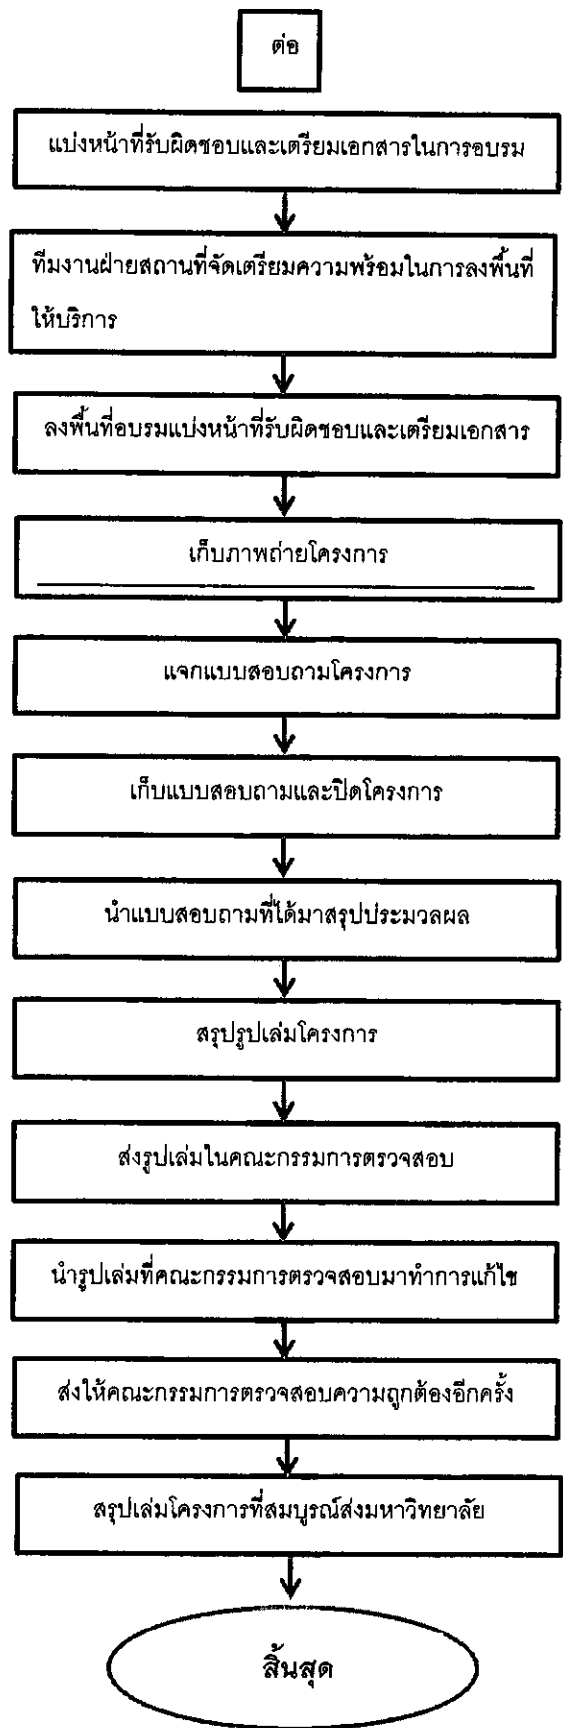 ต่อ
แบ่งหน้าที่รับผิดชอบและเตรียมเอกสารในการอบรม
ทีมงานฝ่ายสถานที่จัดเตรียมความพร้อมในการลงพื้นที่
ให้บริการ
ลงพื้นที่อบรมแบ่งหน้าที่รับผิดชอบและเตรียมเอกสาร
เก็บภาพถ่ายโครงการ
แจกแบบสอบถามโครงการ
เก็บแบบสอบถามและปิดโครงการ
นำแบบสอบถามที่ได้มาสรุปประมวลผล
สรุปรูปเล่มโครงการ
ส่งรูปเล่มในคณะกรรมการตรวจสอบ
นำรูปเล่มที่คณะกรรมการตรวจสอบมาทำการแก้ไข
ส่งให้คณะกรรมการตรวจสอบความถูกต้องอีกครั้ง
สรุปเล่มโครงการที่สมบูรณ์ส่งมหาวิทยาลัย
สิ้นสุด